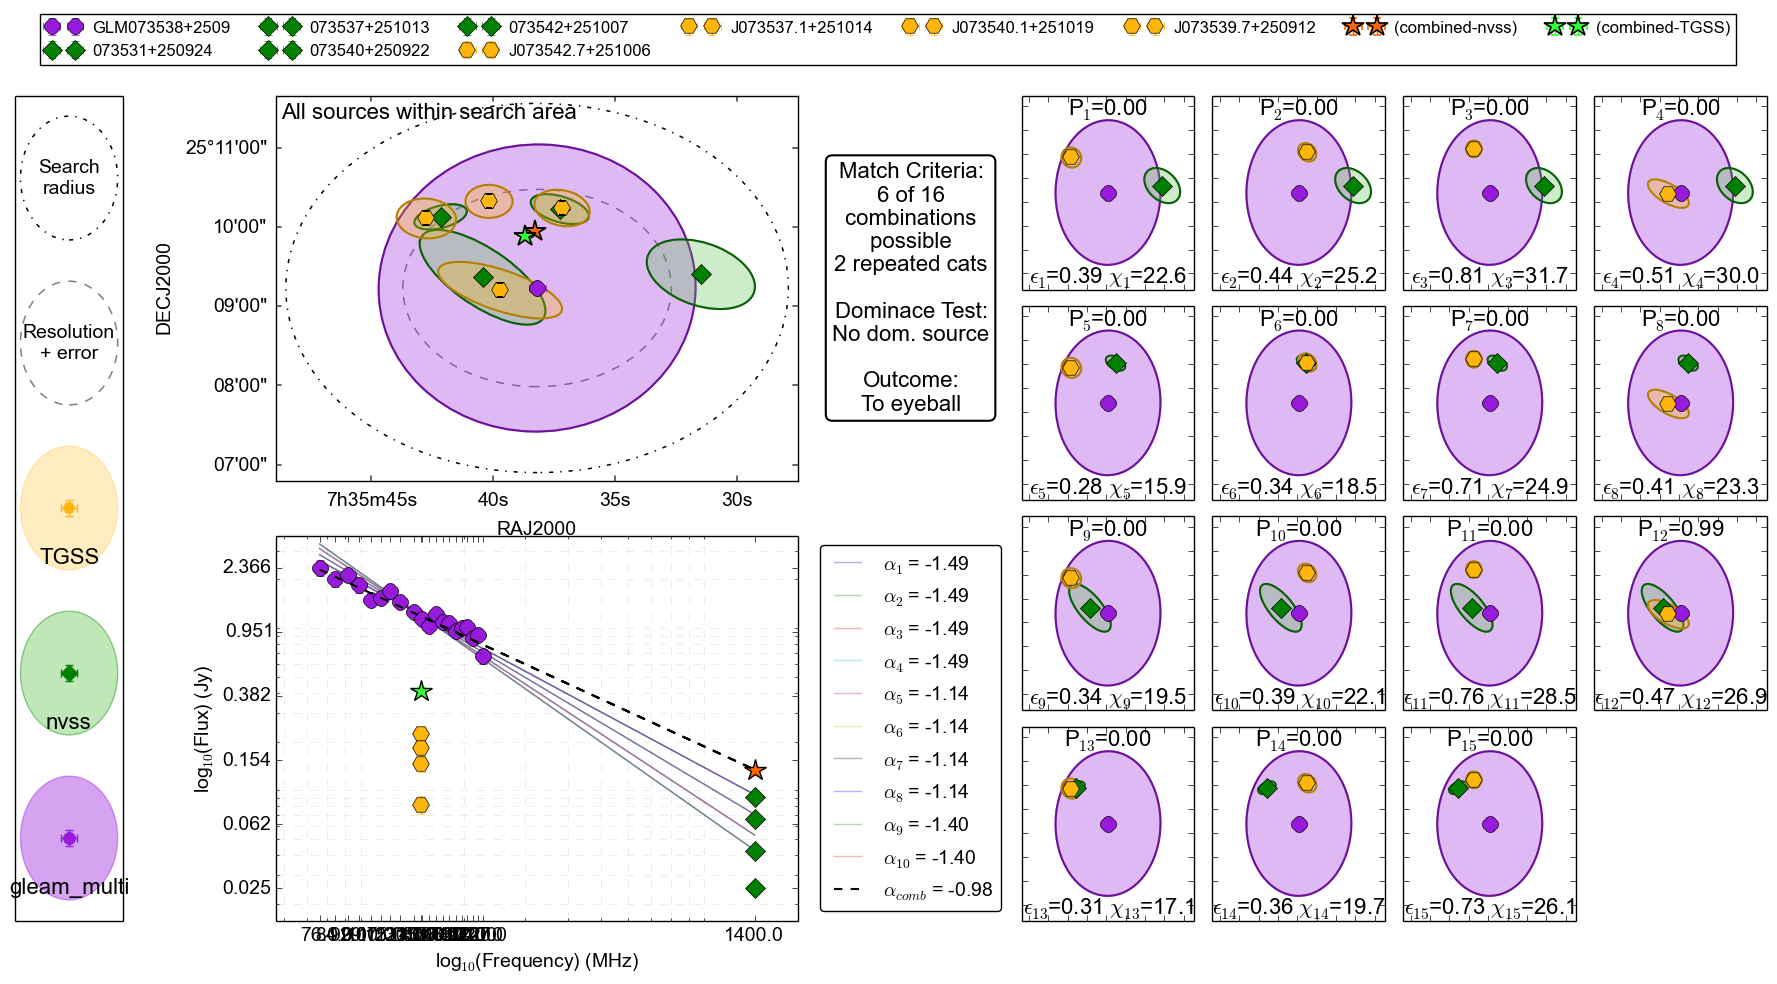 GLM073538+2509 073537+251013 073542+251007 J073537.1+251014 J073540.1+251019 J073539.7+250912 (combined-nvss) (combined-TGSS)
073531+250924 073540+250922 J073542.7+251006
Search
radius
Resolution
+ error
TGSS
nvss
gleam_multi
All sources within search area
25°11'00"
10'00"
09'00"
08'00"
07'00"
DECJ2000
7h35m45s 40s 35s 30s
RAJ2000
Match Criteria:
6 of 16
combinations
possible
2 repeated cats
Dominace Test:
No dom. source
Outcome:
To eyeball
2.366
0.951
0.382
0.154
0.062
0.025
log10(Flux) (Jy)
1400.0
log10(Frequency) (MHz)
α1 = -1.49
α2 = -1.49
α3 = -1.49
α4 = -1.49
α5 = -1.14
α6 = -1.14
α7 = -1.14
α8 = -1.14
α9 = -1.40
α10 = -1.40
αcomb = -0.98
P1=0.00 P2=0.00 P3=0.00 P4=0.00
ϵ1=0.39 χ1=22.6 ϵ2=0.44 χ2=25.2 ϵ3=0.81 χ3=31.7 ϵ4=0.51 χ4=30.0
P5=0.00 P6=0.00 P7=0.00 P8=0.00
ϵ5=0.28 χ5=15.9 ϵ6=0.34 χ6=18.5 ϵ7=0.71 χ7=24.9 ϵ8=0.41 χ8=23.3
P9=0.00 P10=0.00 P11=0.00 P12=0.99
ϵ9=0.34 χ9=19.5 ϵ10=0.39 χ10=22.1 ϵ11=0.76 χ11=28.5 ϵ12=0.47 χ12=26.9
P13=0.00 P14=0.00 P15=0.00
ϵ13=0.31 χ13=17.1 ϵ14=0.36 χ14=19.7 ϵ15=0.73 χ15=26.1